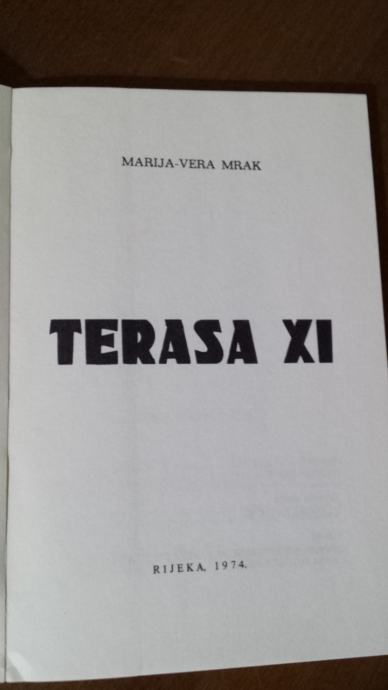 MARIJA-VERA MRAK
TERASA XI
RIJEKA, 1974.